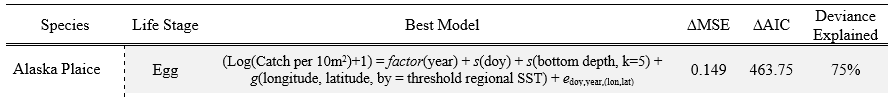 Species Life Stage Best Model ΔMSE ΔAIC Deviance Explained
Alaska Plaice Egg (Log(Catch per 10m²)+1) = factor(year) + s(doy) + s(bottom depth, k=5) +
g(longitude, latitude, by = threshold regional SST) + e_doy,year,(lon,lat) 0.149 463.75 75%